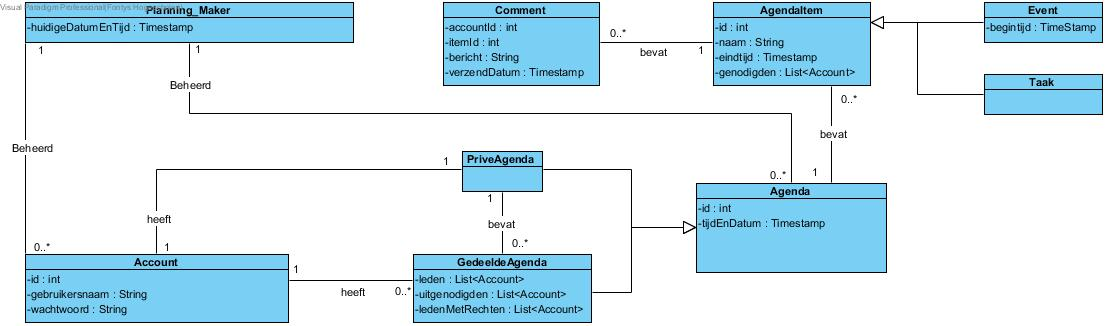 Visual Paradigm Professional(Fontys Ho
Planning_Maker
-huidigeDatumEnTijd : Timestamp
Comment
-accountId : int
-itemId : int
-bericht : String
-verzendDatum : Timestamp
AgendaItem
-id : int
-naam : String
-eindtijd : Timestamp
-genodigden : List<Account>
Event
-begintijd : TimeStamp
Taak
1
1
0..*
bevat
1
Beheerd
0..*
bevat
1
Beheerd
0..*
PriveAgenda
1
1
heeft
1
bevat
0..*
Agenda
-id : int
-tijdEnDatum : Timestamp
0..*
Account
-id : int
-gebruikersnaam : String
-wachtwoord : String
1
heeft
0..*
GedeeldeAgenda
-leden : List<Account>
-uitgenodigden : List<Account>
-ledenMetRechten : List<Account>